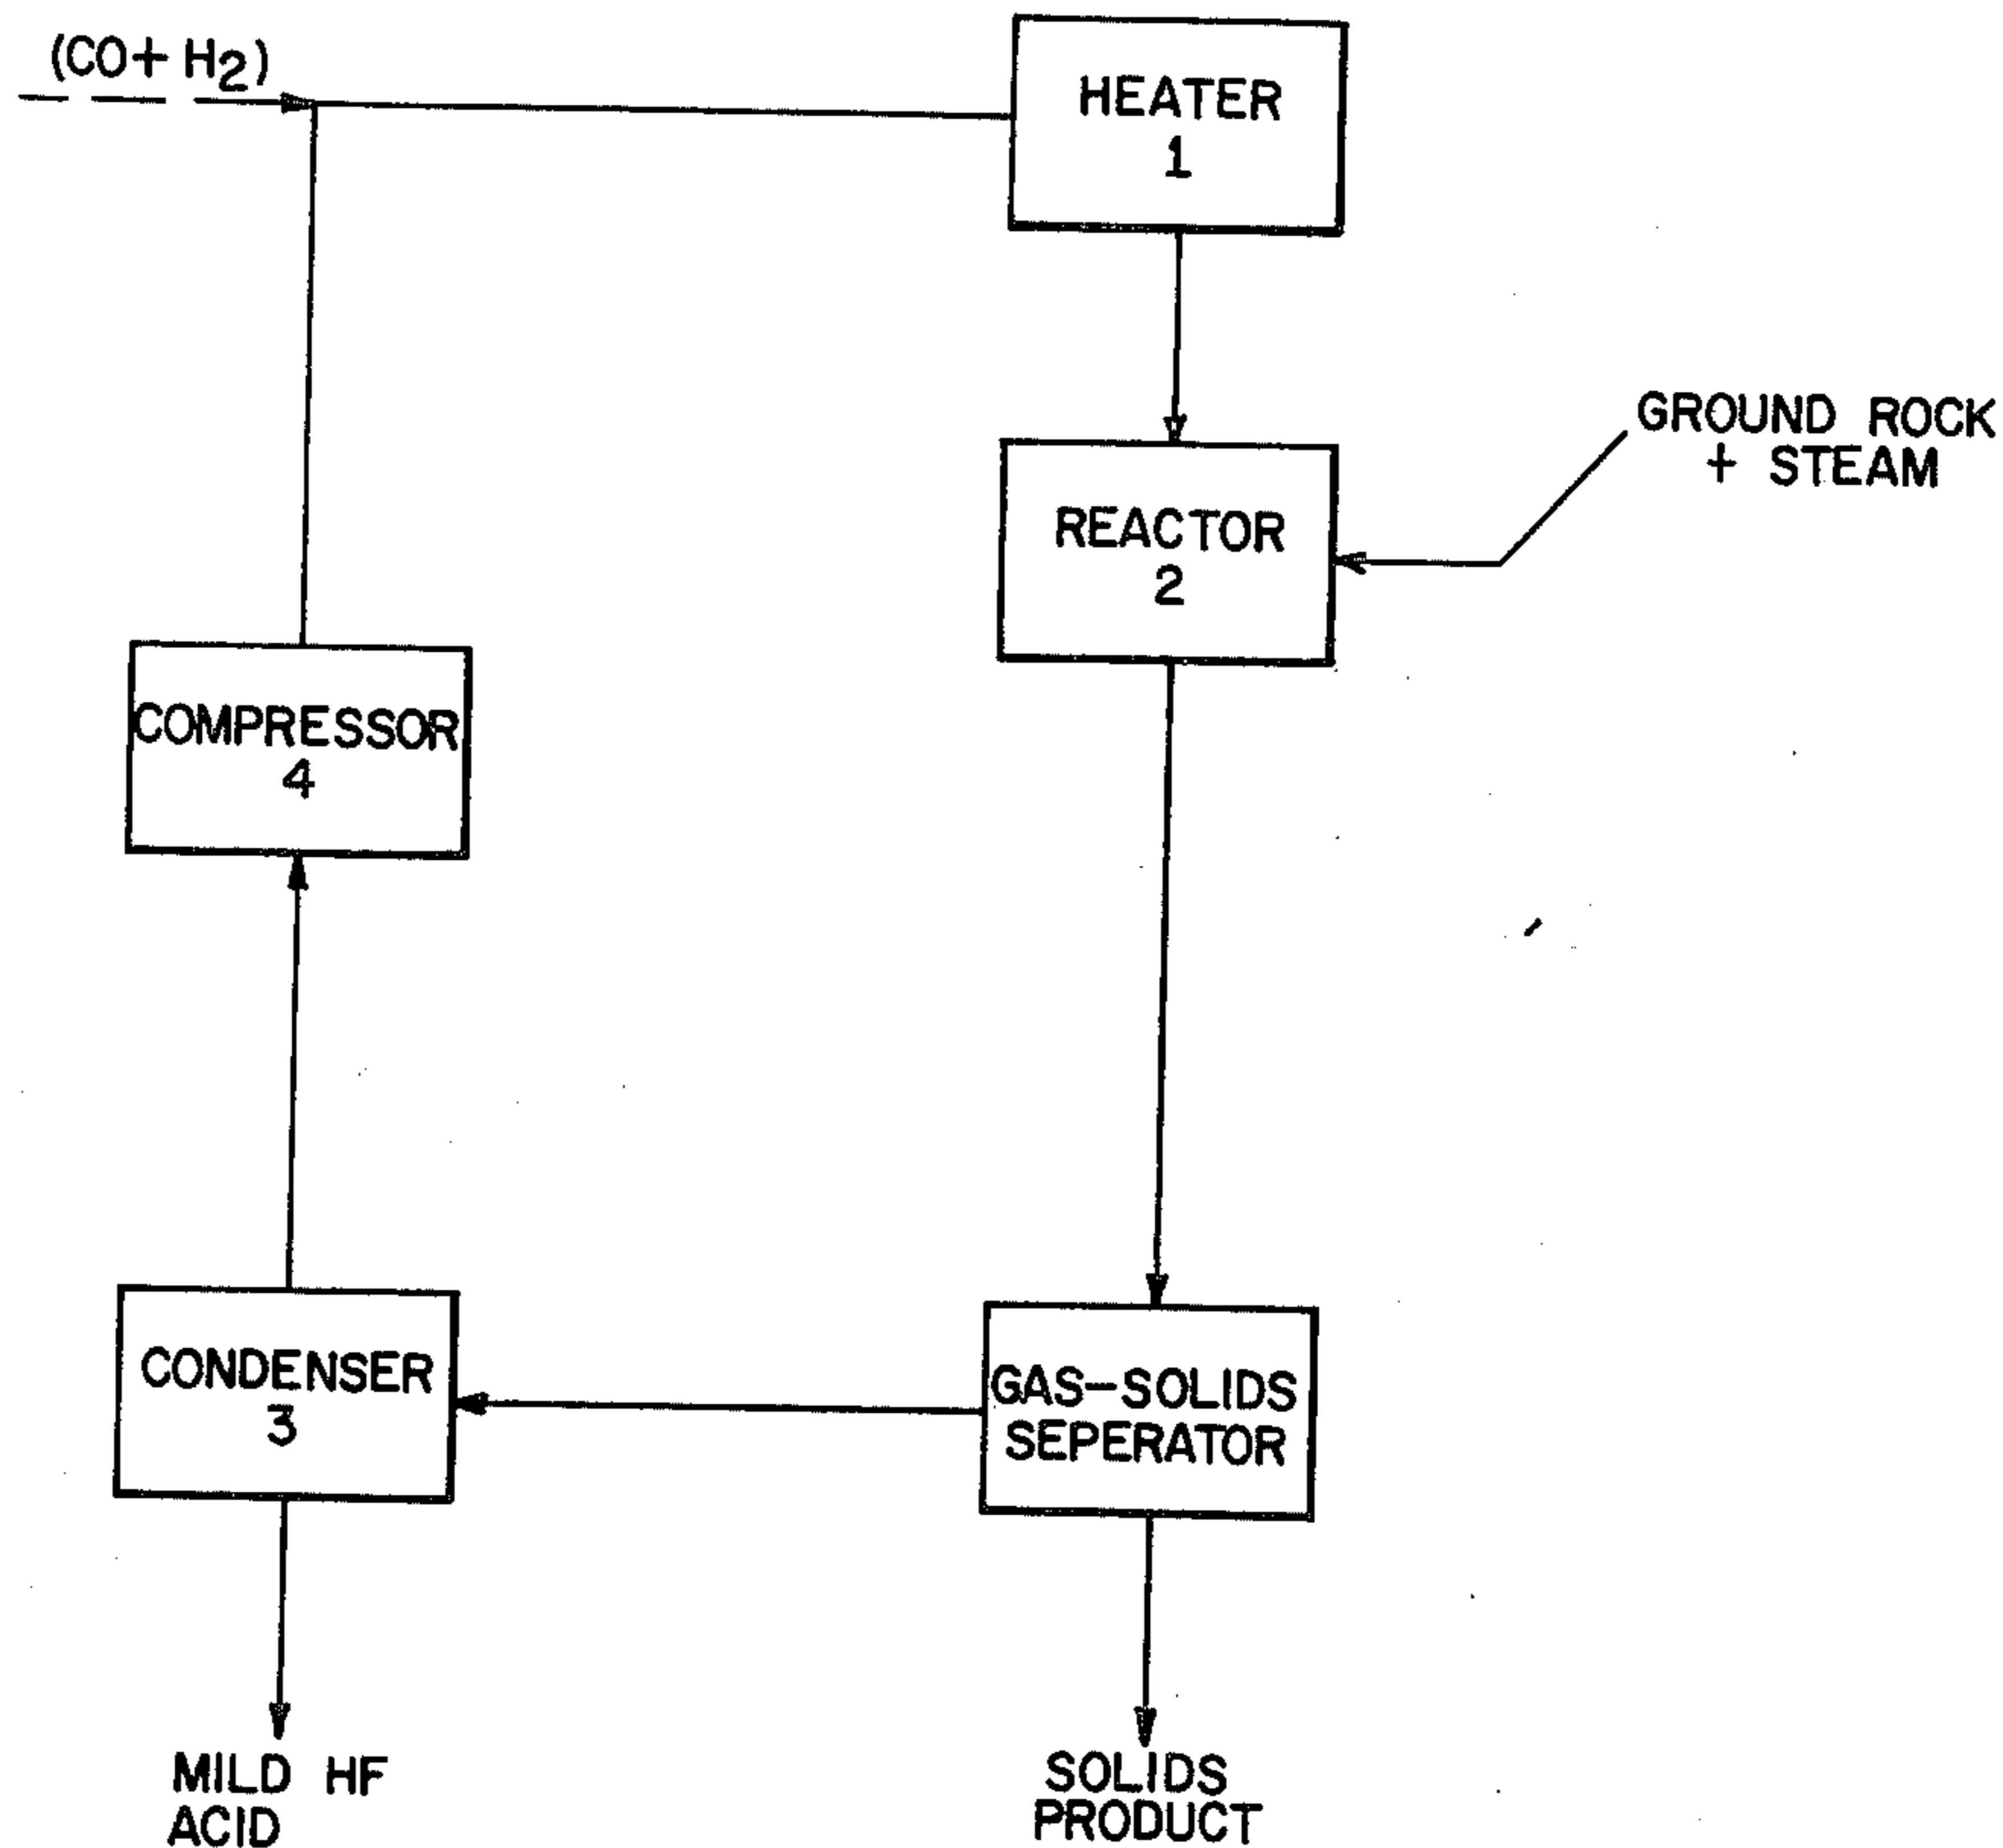 (CO+H₂)
HEATER
1
GROUND ROCK
+ STEAM
REACTOR
2
COMPRESSOR
4
CONDENSER
3
GAS-SOLIDS
SEPERATOR
MILD HF
ACID
SOLIDS
PRODUCT